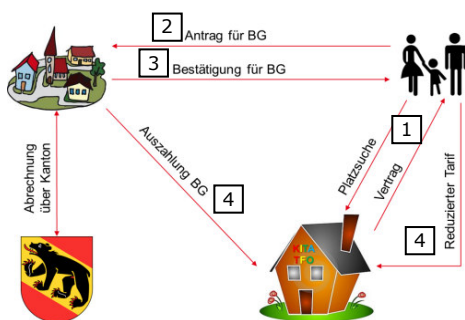 2 Antrag für BG
3 Bestätigung für BG
1
Platzsuche
Vertrag
Auszahlung BG
4
4
Reduzierter Tarif
Abrechnung
über Kanton
KITA
TFO